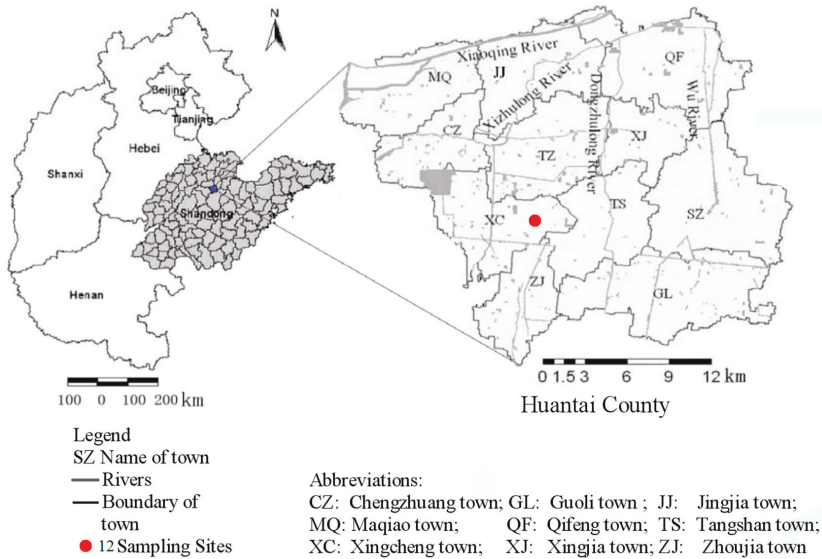 N
Beijing
Tianjing
Hebei
Shanxi
Shandong
Henan
100 0 100 200 km
Xiaoqing River
MQ
JJ
QF
Xizhulong River
Dongzhulong River
Wu River
CZ
XJ
TZ
XC
TS
SZ
ZJ
GL
0 1.5 3 6 9 12 km
Huantai County
Legend
SZ Name of town
Rivers
Boundary of
town
12 Sampling Sites
Abbreviations:
CZ: Chengzhuang town; GL: Guoli town ; JJ: Jingjia town;
MQ: Maqiao town; QF: Qifeng town; TS: Tangshan town;
XC: Xingcheng town; XJ: Xingjia town; ZJ: Zhoujia town